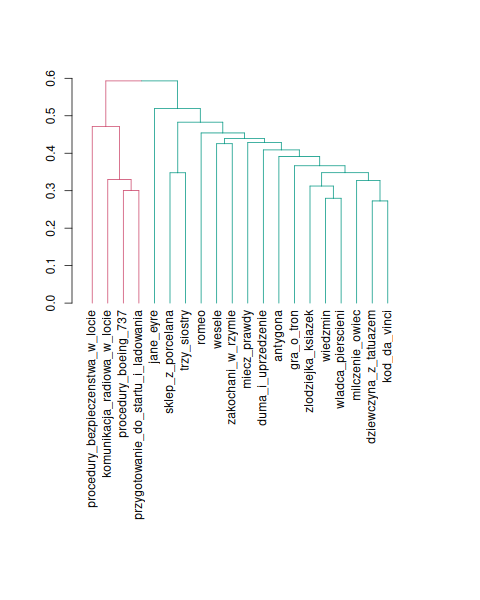 0.6
0.5
0.4
0.3
0.2
0.1
0.0
procedury_bezpieczenstwa_w_locie
komunikacja_radiowa_w_locie
procedury_boeing_737
przygotowanie_do_startu_i_ladowania
jane_eyre
sklep_z_porcelana
trzy_siostry
romeo
wesele
zakochani_w_rzymie
miecz_prawdy
duma_i_uprzedzenie
antygona
gra_o_tron
zlodziejka_ksiazek
wiedzmin
wladca_pierscieni
milczenie_owiec
dziewczyna_z_tatuazem
kod_da_vinci